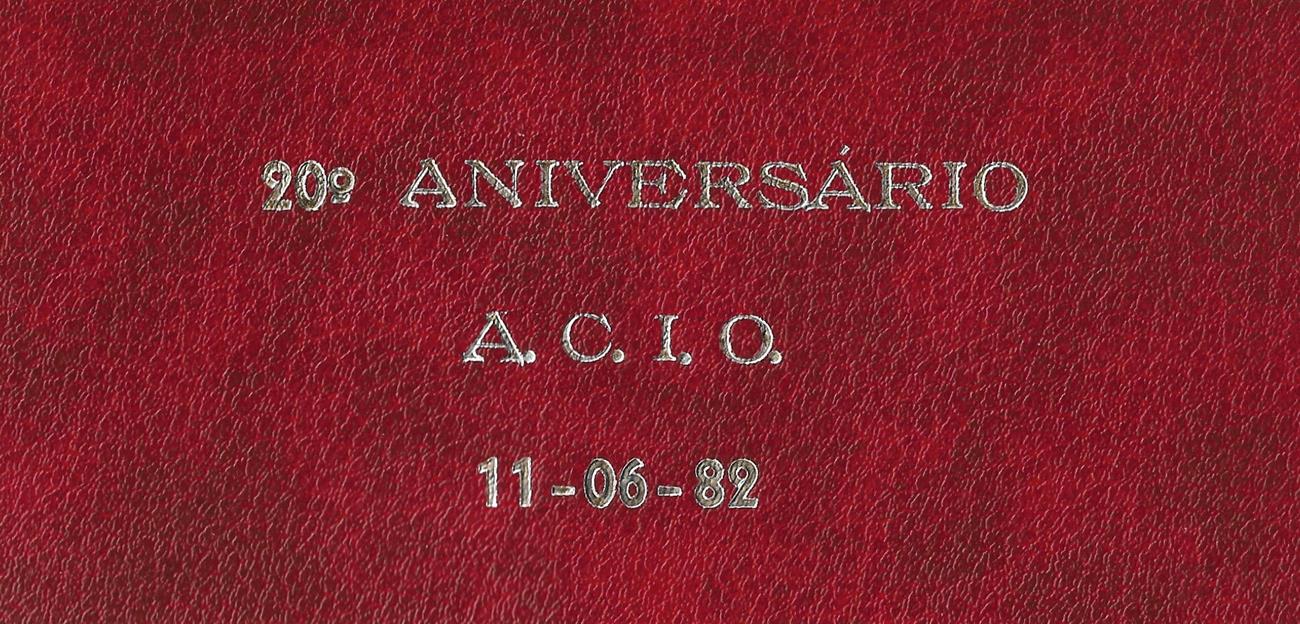 20º ANIVERSÁRIO
A. C. I. O.
11-06-82